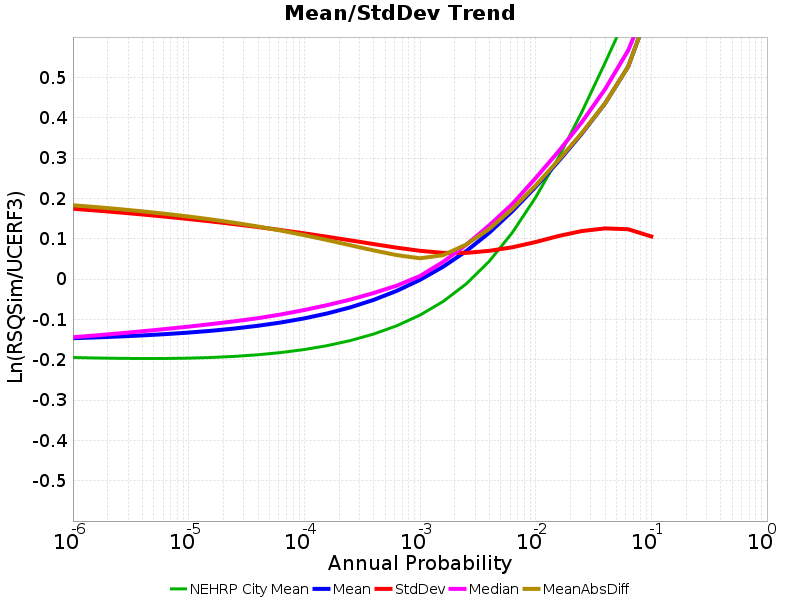 Mean/StdDev Trend
Ln(RSQSim/UCERF3)
0.5
0.4
0.3
0.2
0.1
0
-0.1
-0.2
-0.3
-0.4
-0.5
10^-6 10^-5 10^-4 10^-3 10^-2 10^-1 10^0
Annual Probability
NEHRP City Mean Mean StdDev Median MeanAbsDiff